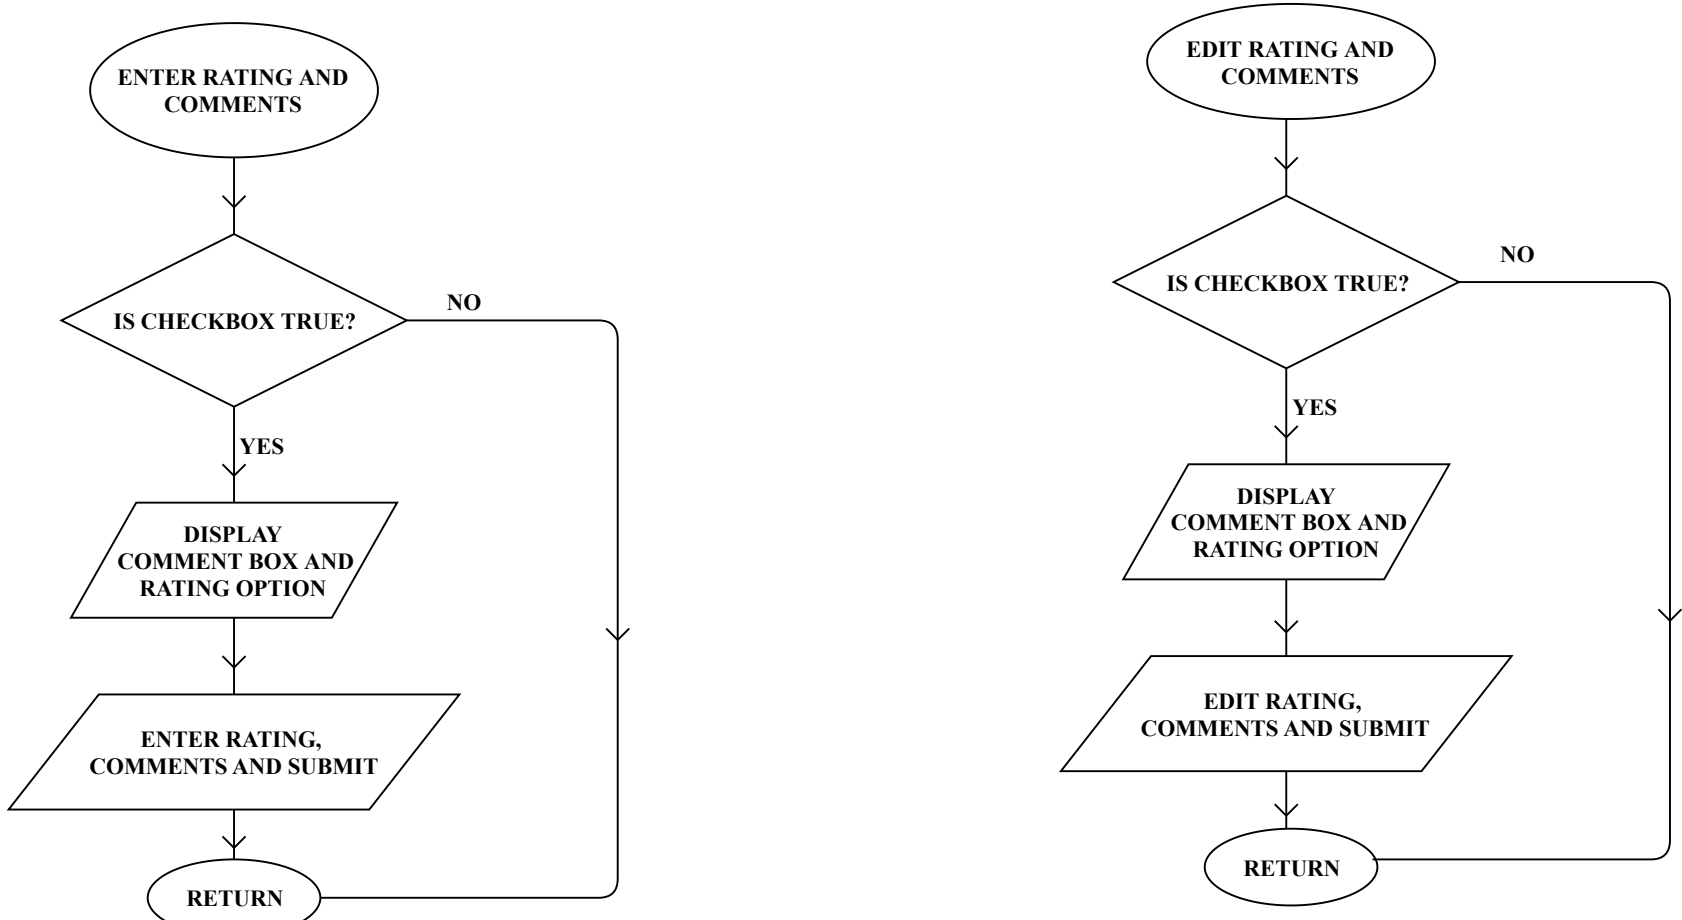 ENTER RATING AND
COMMENTS
IS CHECKBOX TRUE?
NO
YES
DISPLAY
COMMENT BOX AND
RATING OPTION
ENTER RATING,
COMMENTS AND SUBMIT
RETURN
EDIT RATING AND
COMMENTS
IS CHECKBOX TRUE?
NO
YES
DISPLAY
COMMENT BOX AND
RATING OPTION
EDIT RATING,
COMMENTS AND SUBMIT
RETURN